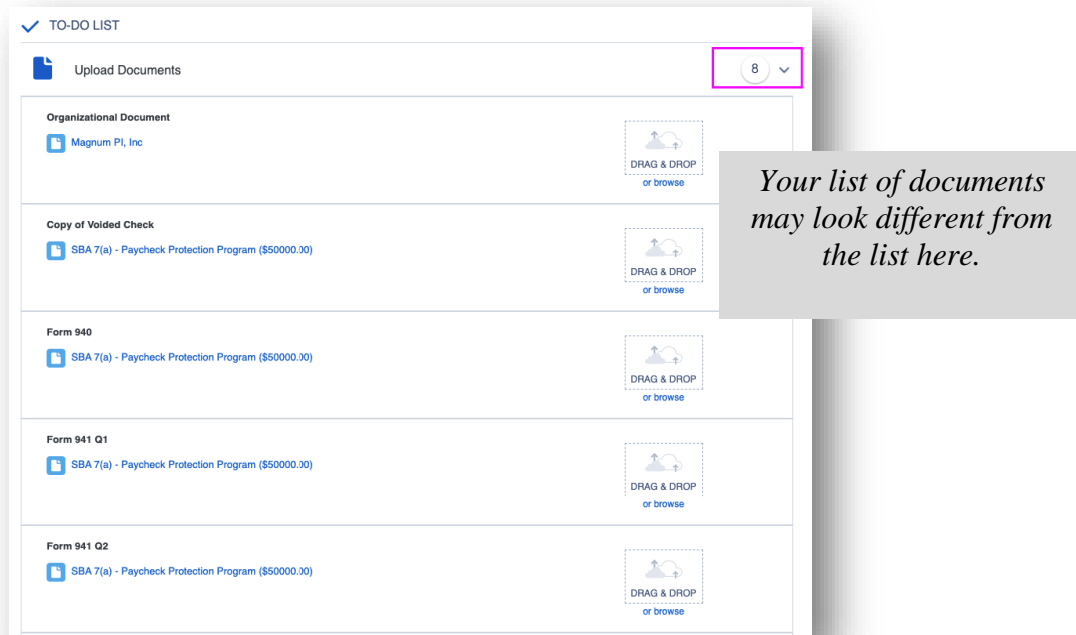 TO-DO LIST
Upload Documents
8
Organizational Document
Magnum PI, Inc
DRAG & DROP
or browse
Your list of documents
may look different from
the list here.
Copy of Voided Check
SBA 7(a) - Paycheck Protection Program ($50000.00)
DRAG & DROP
or browse
Form 940
SBA 7(a) - Paycheck Protection Program ($50000.00)
DRAG & DROP
or browse
Form 941 Q1
SBA 7(a) - Paycheck Protection Program ($50000.00)
DRAG & DROP
or browse
Form 941 Q2
SBA 7(a) - Paycheck Protection Program ($50000.00)
DRAG & DROP
or browse